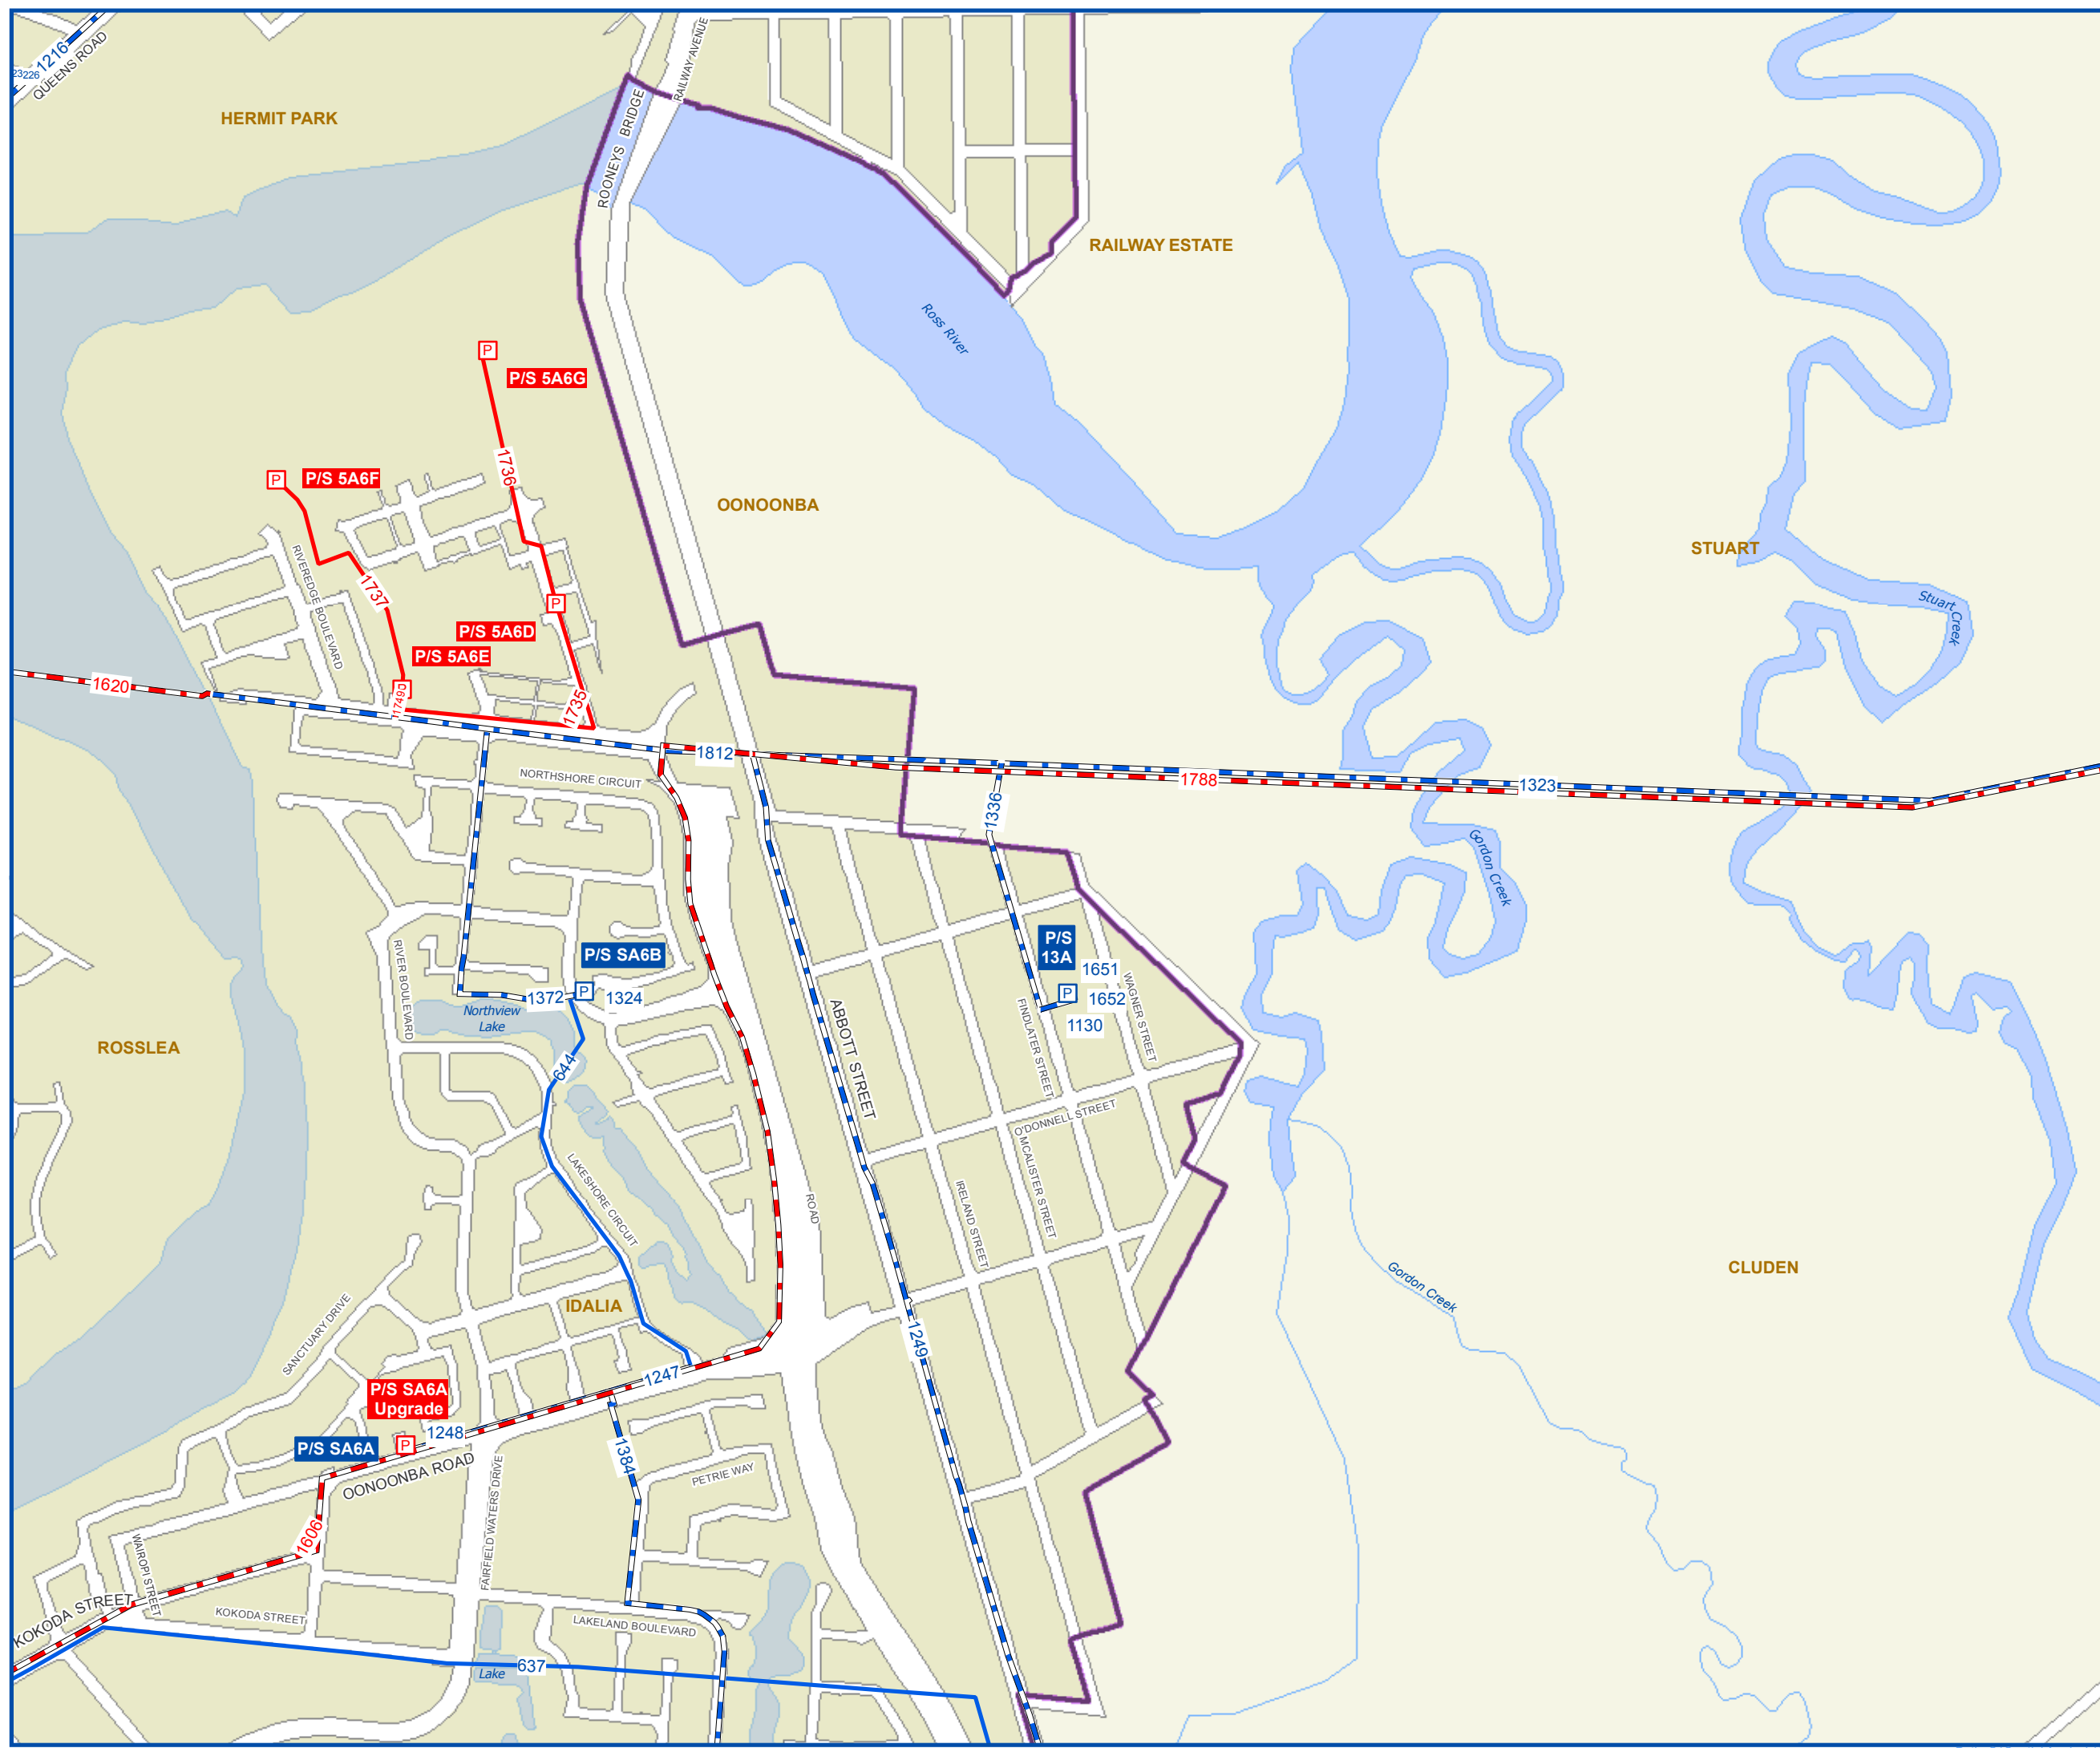 1216
23226
QUEENS ROAD
HERMIT PARK
RAILWAY AVENUE
ROONEYS BRIDGE
RAILWAY ESTATE
Ross River
P
P/S 5A6G
1736
P
P/S 5A6F
OONOONBA
STUART
RIVEREDGE BOULEVARD
1737
P
Stuart Creek
P/S 5A6D
P/S 5A6E
1620
1735
1812
NORTHSHORE CIRCUIT
1788
1323
1336
Gordon Creek
RIVER BOULEVARD
P/S SA6B
P/S
13A
1651
P
1652
1130
WAGNER STREET
FINDLATER STREET
1372
P
1324
Northview
Lake
ABBOTT STREET
ROSSLEA
644
O'DONNELL STREET
MCALISTER STREET
IRELAND STREET
LAKESHORE CIRCUIT
ROAD
Gordon Creek
CLUDEN
IDALIA
SANCTUARY DRIVE
1249
1247
P/S SA6A
Upgrade
P
1248
P/S SA6A
OONOONBA ROAD
1384
PETRIE WAY
FAIRFIELD WATERS DRIVE
1606
WAIROPI STREET
KOKODA STREET
KOKODA STREET
LAKELAND BOULEVARD
Lake
637